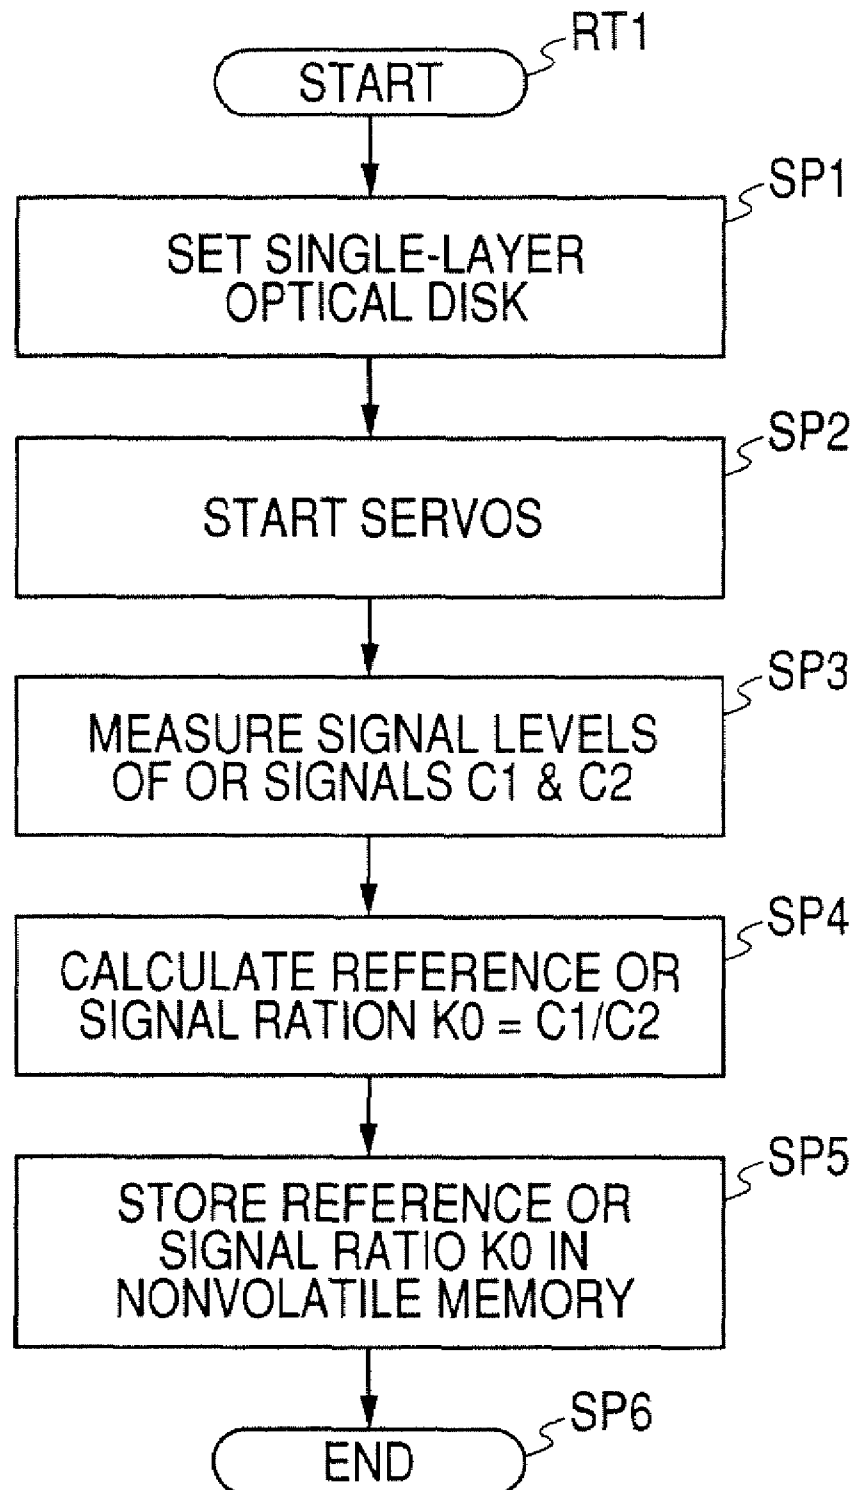 RT1
START
SP1
SET SINGLE-LAYER
OPTICAL DISK
SP2
START SERVOS
SP3
MEASURE SIGNAL LEVELS
OF OR SIGNALS C1 & C2
SP4
CALCULATE REFERENCE OR
SIGNAL RATION K0 = C1/C2
SP5
STORE REFERENCE OR
SIGNAL RATIO K0 IN
NONVOLATILE MEMORY
SP6
END